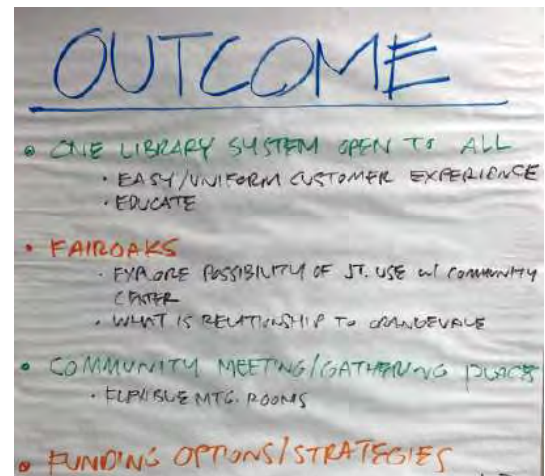 OUTCOME
• ONE LIBRARY SYSTEM OPEN TO ALL
• EASY/UNIFORM CUSTOMER EXPERIENCE
• EDUCATE
• FAIROAKS
• EXPLORE POSSIBILITY OF JT. USE w/ COMMUNITY
CENTER
• WHAT IS RELATIONSHIP TO ORANGEVALE
• COMMUNITY MEETING/GATHERING PLACE
• FLEXIBLE MTG. ROOMS
• FUNDING OPTIONS/STRATEGIES